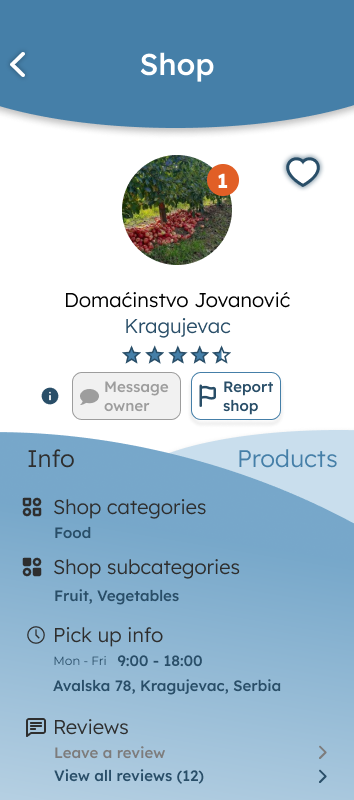 Shop
1
Domaćinstvo Jovanović
Kragujevac
Message
owner
Report
shop
Info
Products
Shop categories
Food
Shop subcategories
Fruit, Vegetables
Pick up info
Mon - Fri 9:00 - 18:00
Avalska 78, Kragujevac, Serbia
Reviews
Leave a review
View all reviews (12)